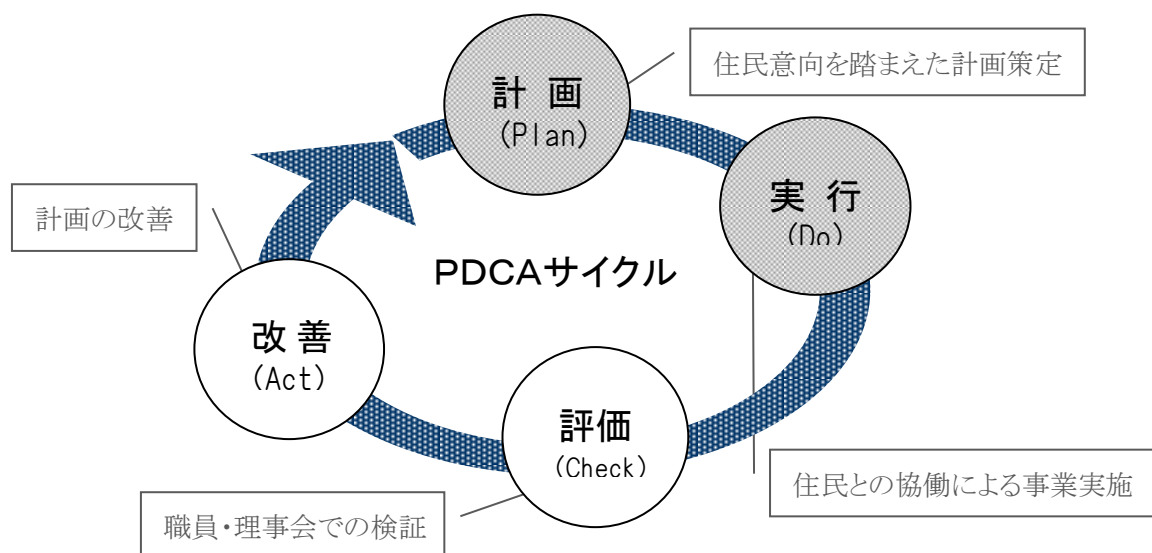 計 画
(Plan)
住民意向を踏まえた計画策定
実 行
(Do)
計画の改善
PDCAサイクル
改 善
(Act)
評価
(Check)
住民との協働による事業実施
職員・理事会での検証